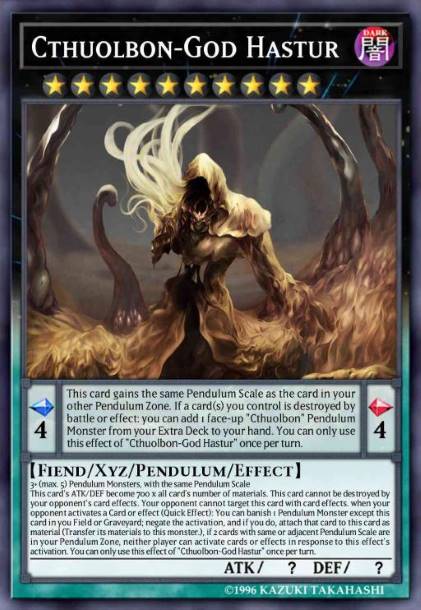 CTHUOLBON-GOD HASTUR
DARK
闇
This card gains the same Pendulum Scale as the card in your
other Pendulum Zone. If a card(s) you control is destroyed by
battle or effect: you can add 1 face-up "Cthuolbon" Pendulum
Monster from your Extra Deck to your hand. You can only use
this effect of "Cthuolbon-God Hastur" once per turn.
4
4
【FIEND/XYZ/PENDULUM/EFFECT】
3+ (max. 5) Pendulum Monsters, with the same Pendulum Scale
This card's ATK/DEF become 700 x all card's number of materials. This card cannot be destroyed by
your opponent's card effects. Your opponent cannot target this card with card effects. when your
opponent activates a Card or effect (Quick Effect): You can banish 1 Pendulum Monster except this
card in you Field or Graveyard; negate the activation, and if you do, attach that card to this card as
material (Transfer its materials to this monster.), if 2 cards with same or adjacent Pendulum Scale are
in your Pendulum Zone, neither player can activate cards or effects in response to this effect's
activation. You can only use this effect of "Cthuolbon-God Hastur" once per turn.
ATK/ ? DEF/ ?
©1996 KAZUKI TAKAHASHI